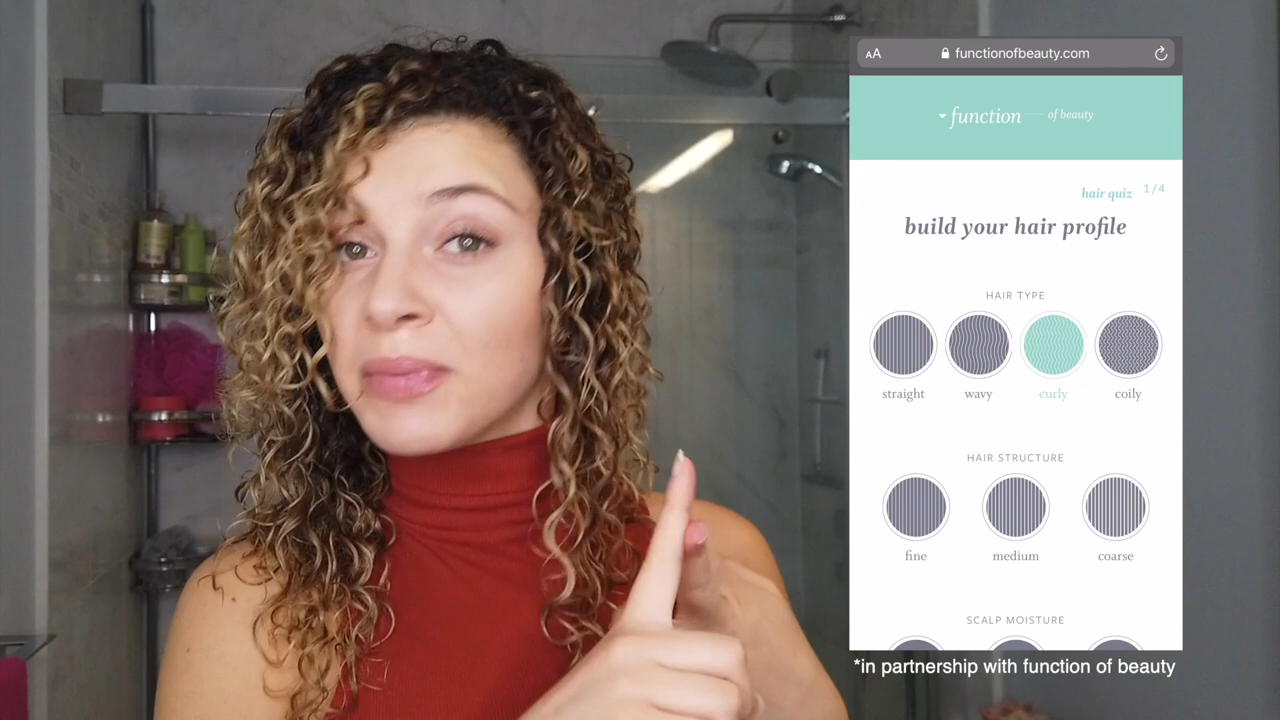 AA functionofbeauty.com
function of beauty
hair quiz 1/4
build your hair profile
HAIR TYPE
straight wavy curly coily
HAIR STRUCTURE
fine medium coarse
SCALP MOISTURE
*in partnership with function of beauty